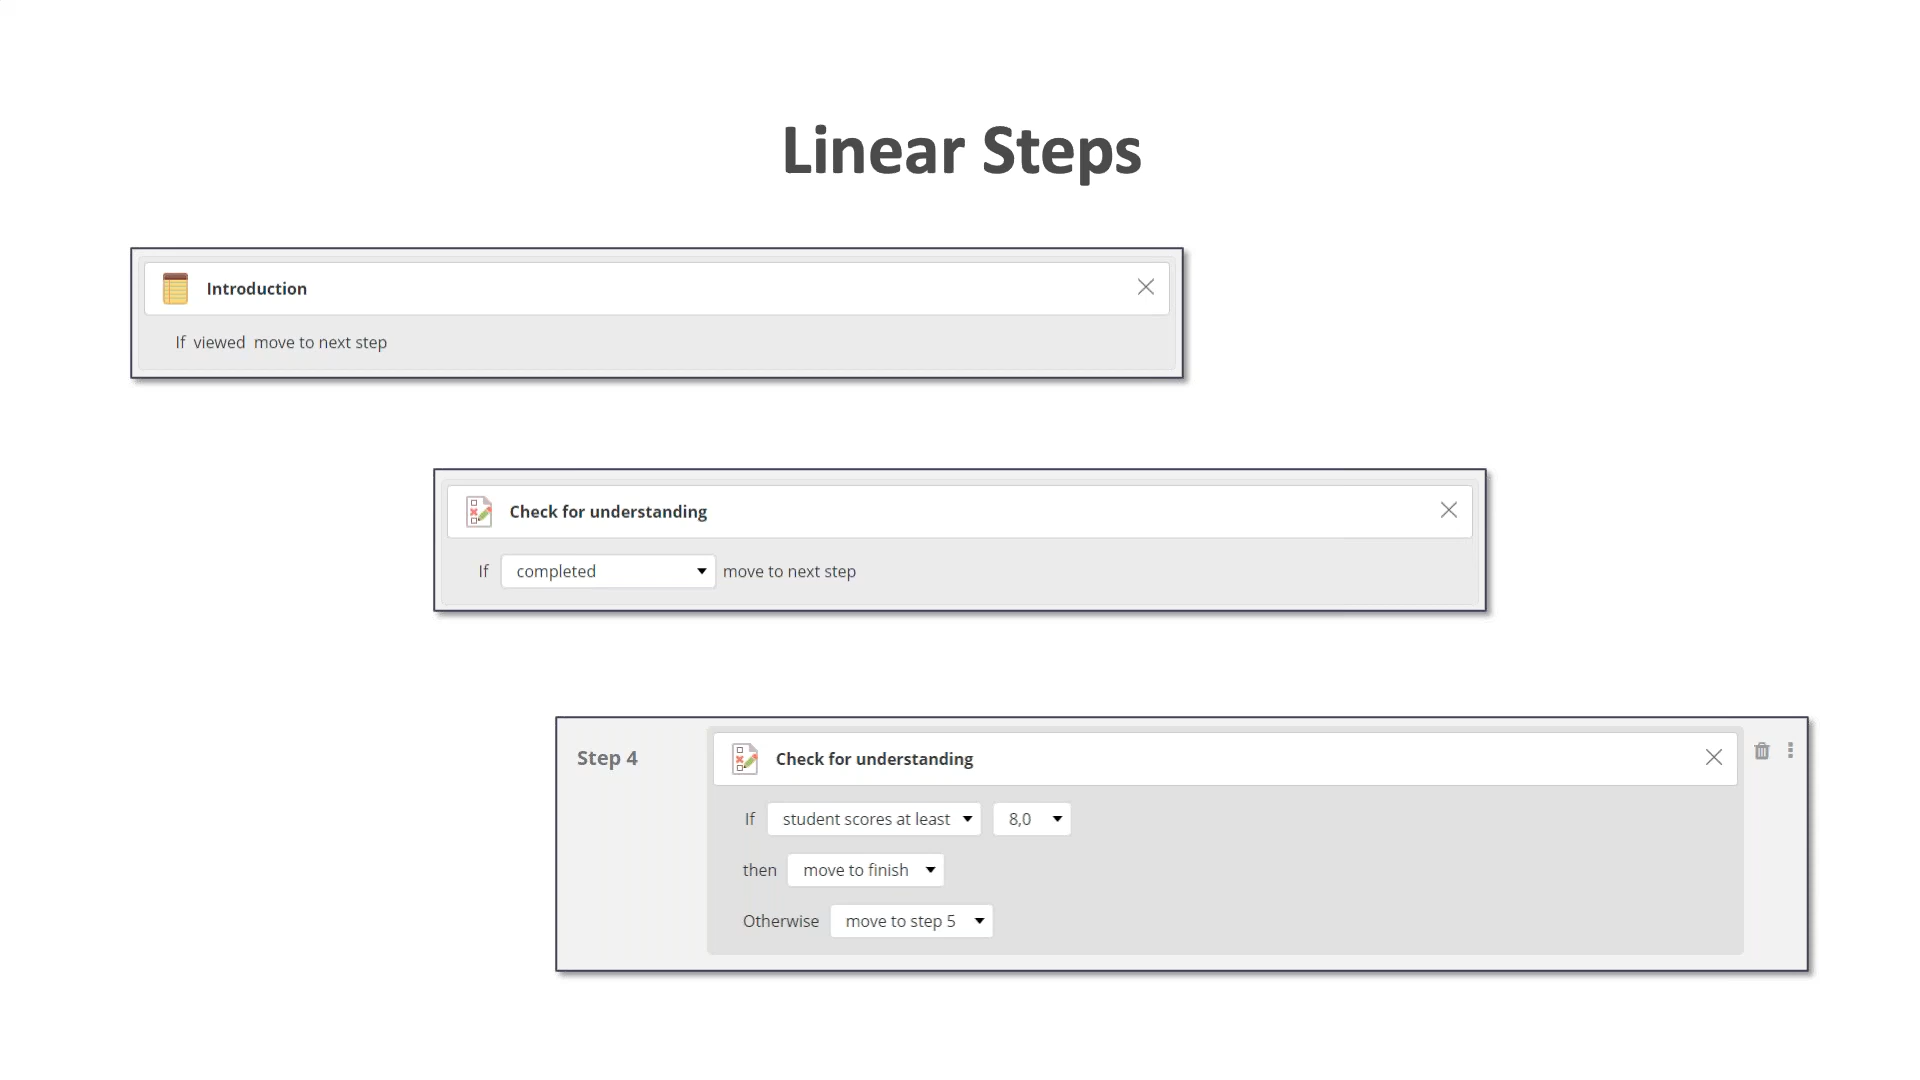 Linear Steps
Introduction
If viewed move to next step
Check for understanding
If completed move to next step
Step 4
Check for understanding
If student scores at least 8,0
then move to finish
Otherwise move to step 5